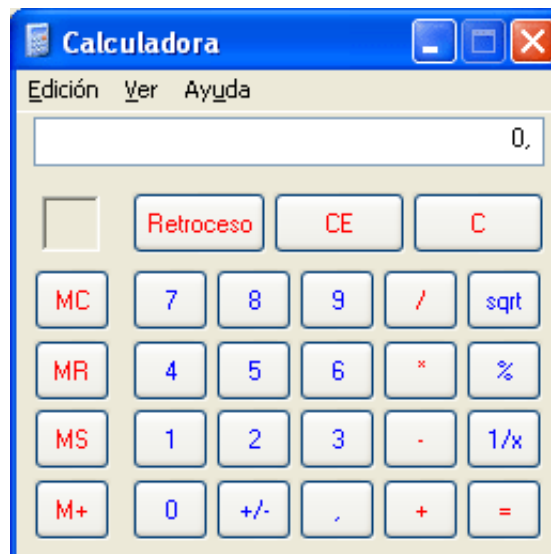 Calculadora
Edición Ver Ayuda
0,
Retroceso CE C
MC 7 8 9 / sqrt
MR 4 5 6 * %
MS 1 2 3 - 1/x
M+ 0 +/- , + =